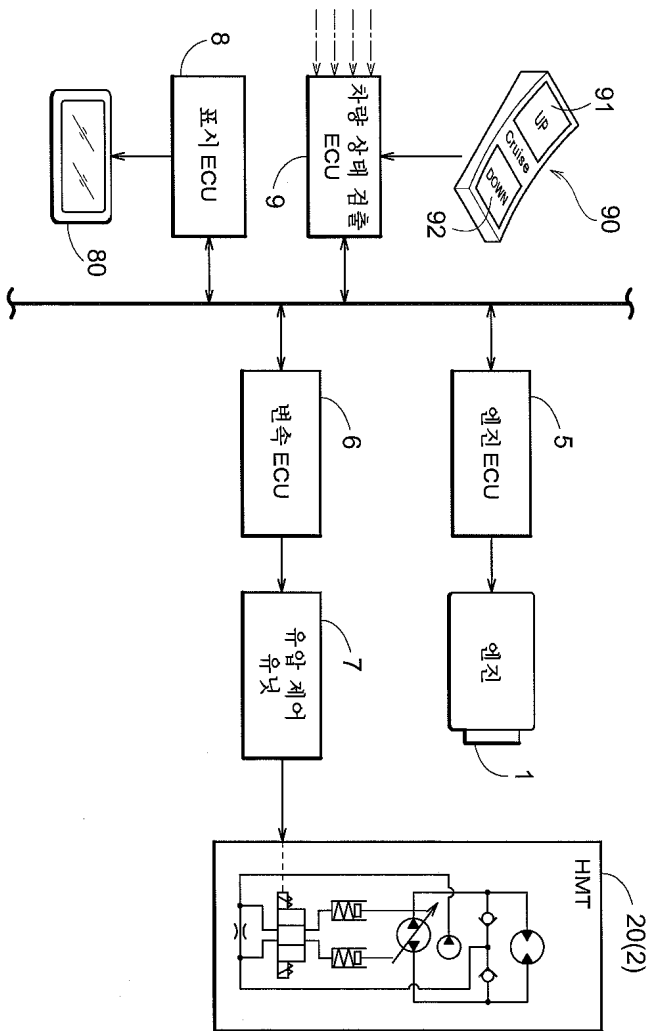 91
UP
Cruise
DOWN
92
90
20(2)
HMT
5
엔진 ECU
엔진
1
차량 상태 검출
ECU
9
변속 ECU
6
유압 제어
유닛
7
8
표시 ECU
80